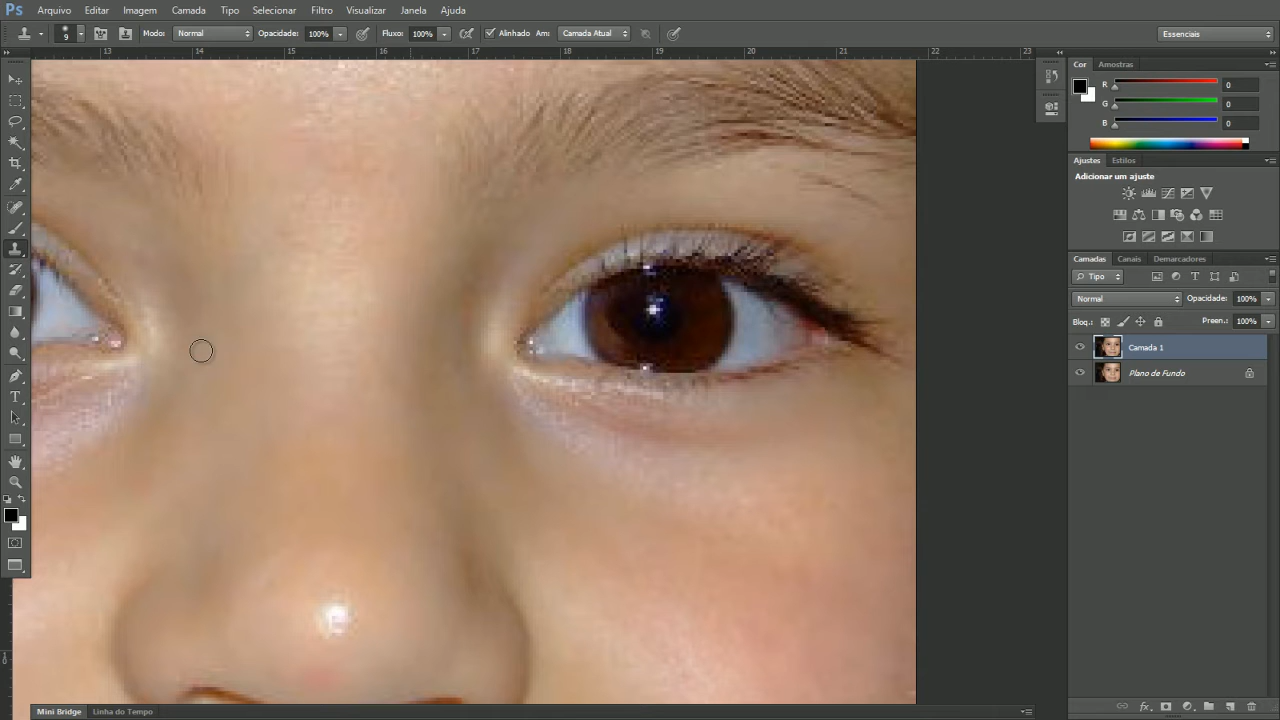 Ps Arquivo Editar Imagem Camada Tipo Selecionar Filtro Visualizar Janela Ajuda
9 Modo: Normal Opacidade: 100% Fluxo: 100% Alinhado Am: Camada Atual Essenciais
13 14 15 16 17 18 19 20 21 22 23
Cor Amostras
R 0
G 0
B 0
Ajustes Estilos
Adicionar um ajuste
Camadas Canais Demarcadores
Tipo
Normal Opacidade: 100%
Bloq.: Preen.: 100%
Camada 1
Plano de Fundo
T
fx
Mini Bridge Linha do Tempo